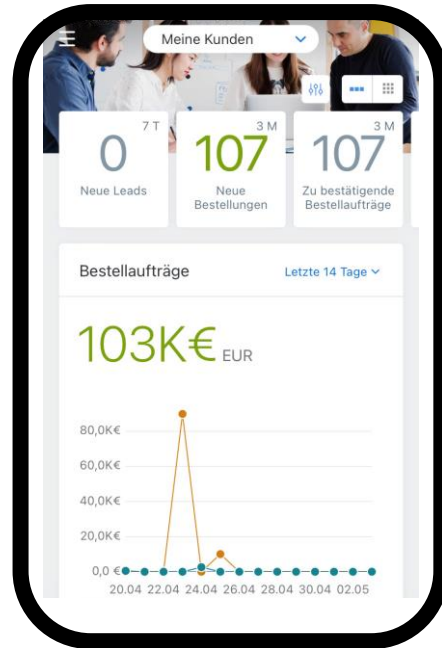 Meine Kunden
7 T
0
Neue Leads
3 M
107
Neue
Bestellungen
3 M
107
Zu bestätigende
Bestellaufträge
Bestellaufträge
Letzte 14 Tage
103K€ EUR
80,0K€
60,0K€
40,0K€
20,0K€
0,0 €
20.04 22.04 24.04 26.04 28.04 30.04 02.05